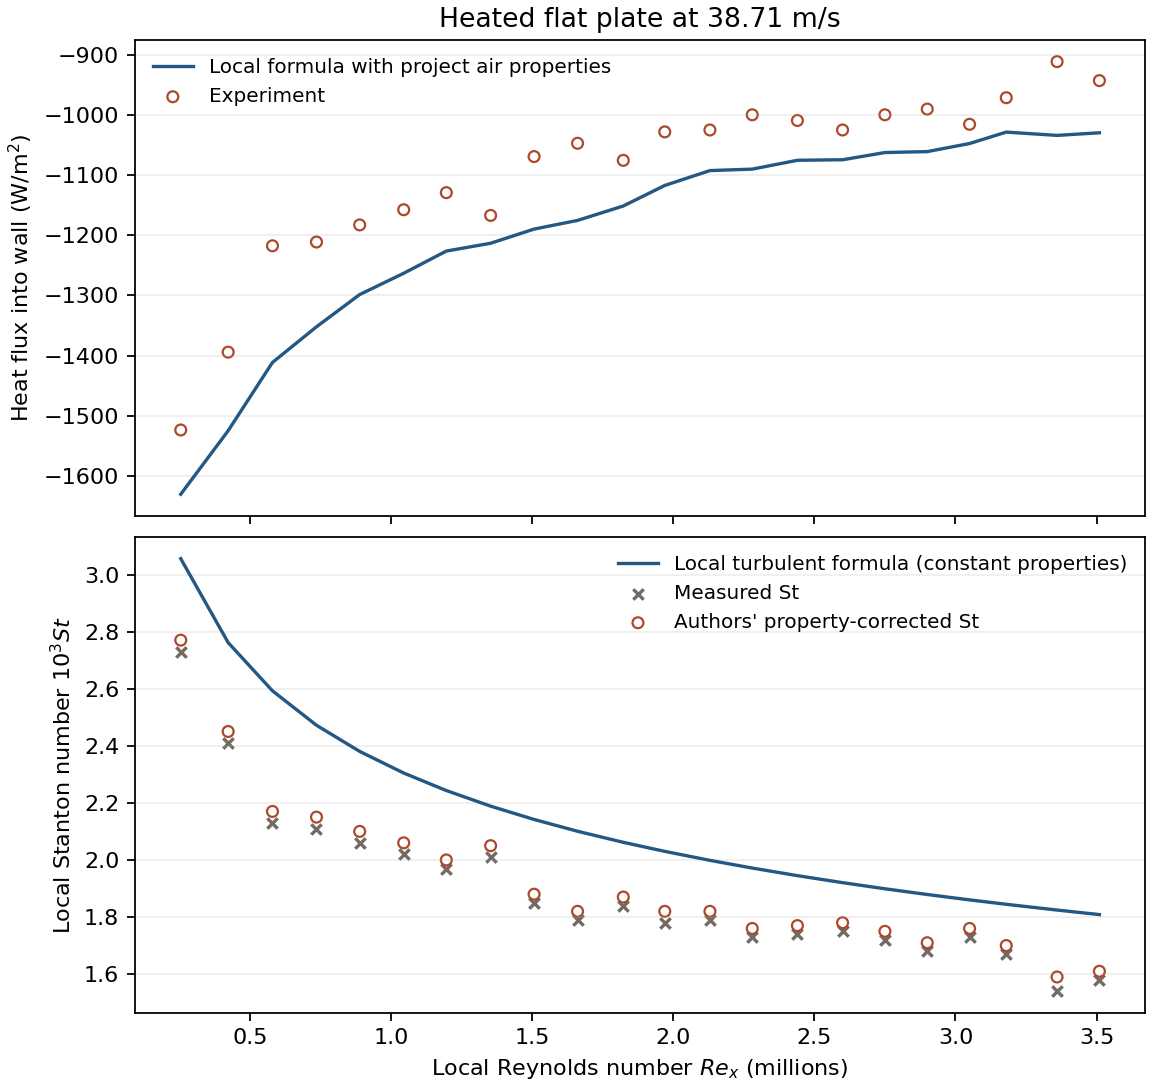 Heated flat plate at 38.71 m/s
Heat flux into wall (W/m²)
−900
−1000
−1100
−1200
−1300
−1400
−1500
−1600
Local formula with project air properties
Experiment
Local Stanton number 10³St
3.0
2.8
2.6
2.4
2.2
2.0
1.8
1.6
Local turbulent formula (constant properties)
Measured St
Authors' property-corrected St
0.5 1.0 1.5 2.0 2.5 3.0 3.5
Local Reynolds number Reₓ (millions)